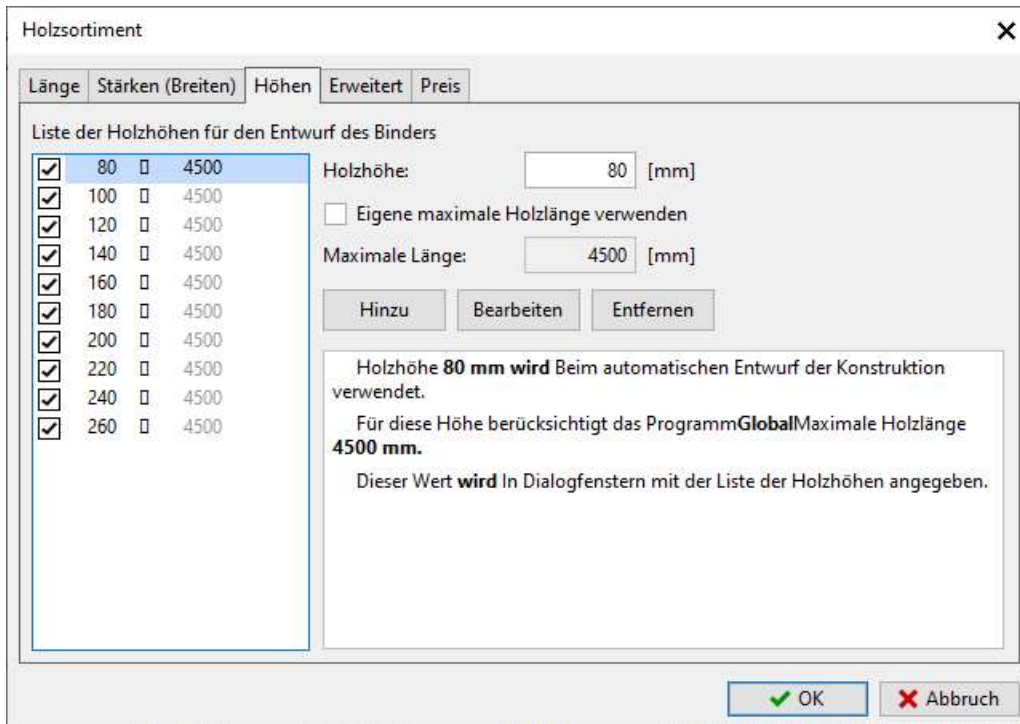 Holzsortiment
Länge Stärken (Breiten) Höhen Erweitert Preis
Liste der Holzhöhen für den Entwurf des Binders
80 4500
100 4500
120 4500
140 4500
160 4500
180 4500
200 4500
220 4500
240 4500
260 4500
Holzhöhe: 80 [mm]
Eigene maximale Holzlänge verwenden
Maximale Länge: 4500 [mm]
Hinzu Bearbeiten Entfernen
Holzhöhe 80 mm wird Beim automatischen Entwurf der Konstruktion
verwendet.
Für diese Höhe berücksichtigt das ProgrammGlobalMaximale Holzlänge
4500 mm.
Dieser Wert wird In Dialogfenstern mit der Liste der Holzhöhen angegeben.
OK Abbruch